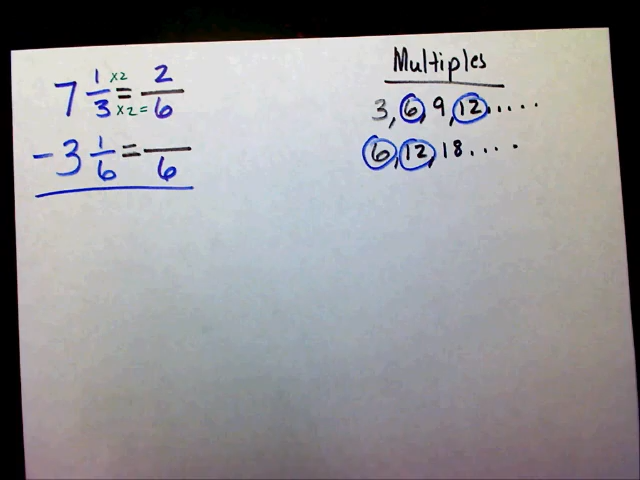 7 1/3 ×2 ×2 = 2/6
- 3 1/6 = /6
Multiples
3, 6, 9, 12.....
6, 12, 18....